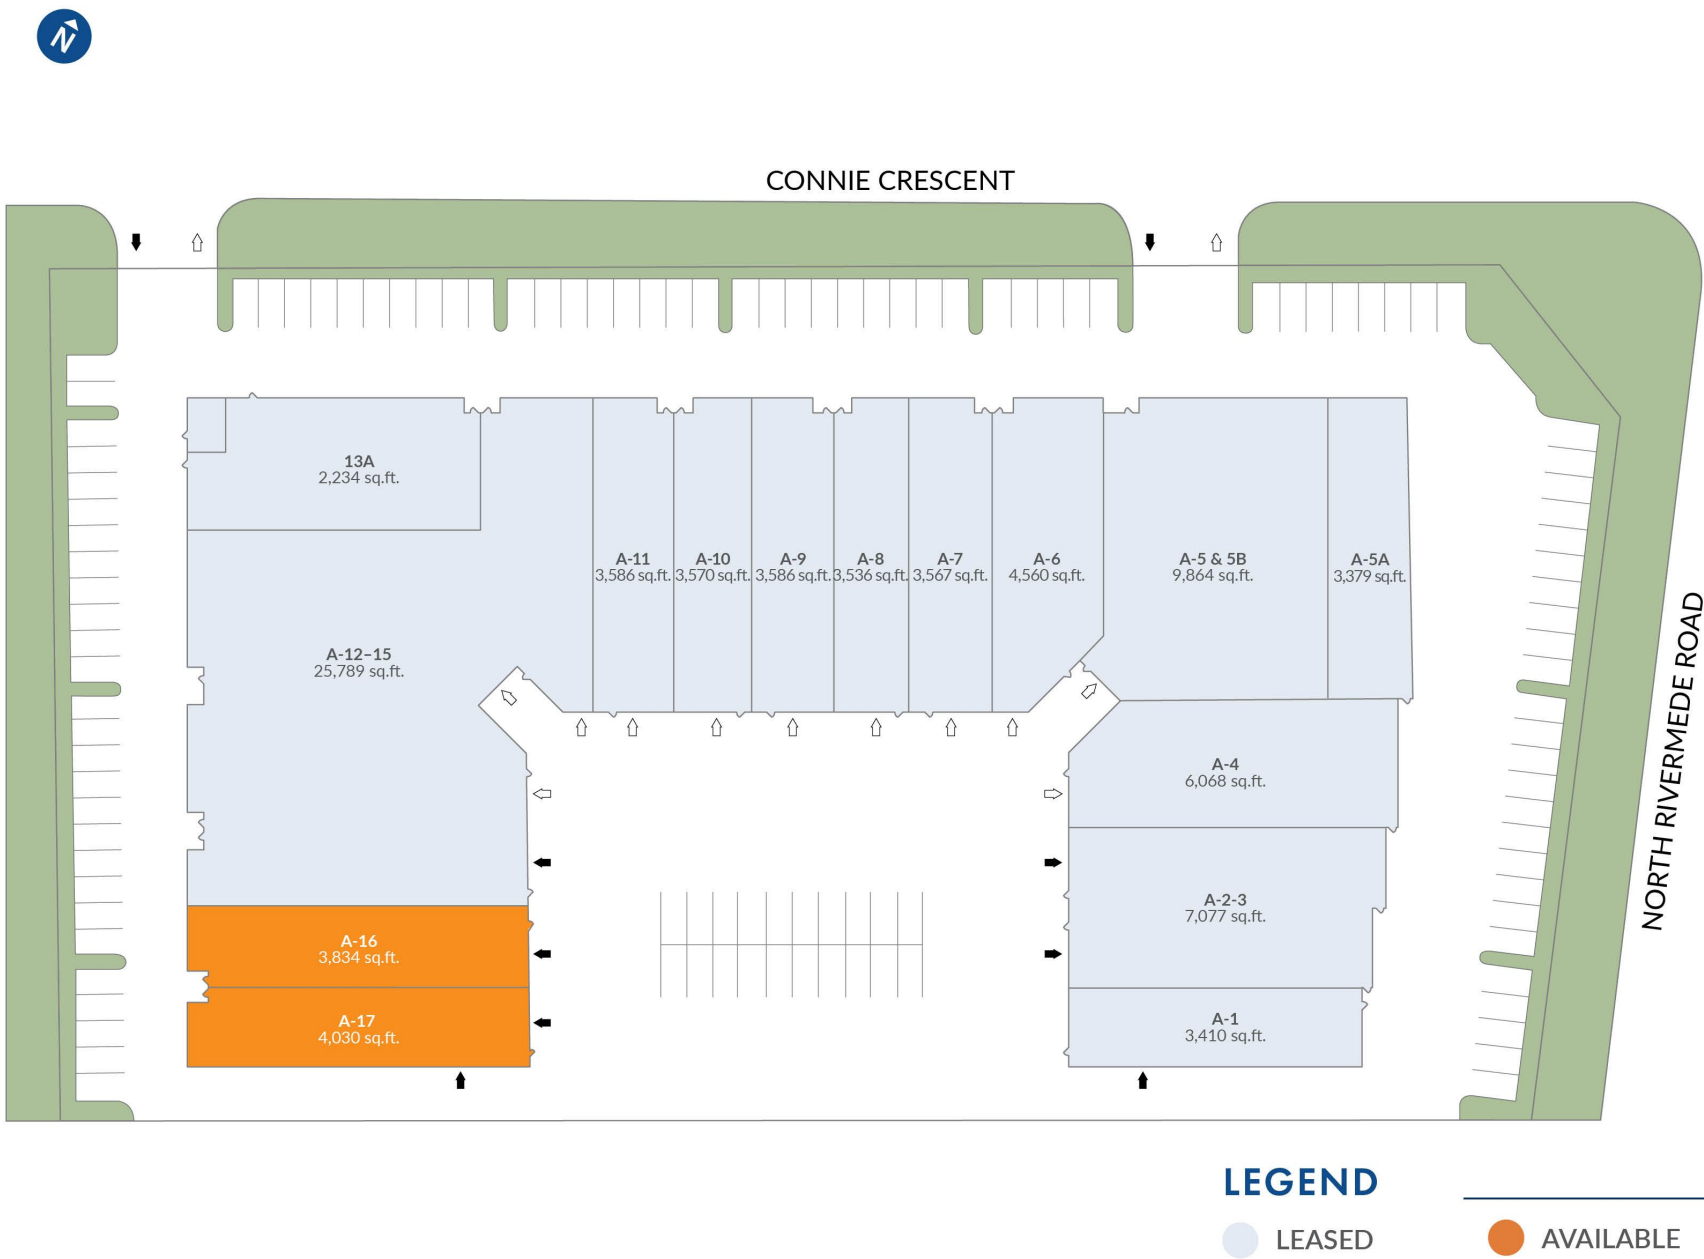 N
CONNIE CRESCENT
13A
2,234 sq.ft.
A-11
3,586 sq.ft.
A-10
3,570 sq.ft.
A-9
3,586 sq.ft.
A-8
3,536 sq.ft.
A-7
3,567 sq.ft.
A-6
4,560 sq.ft.
A-5 & 5B
9,864 sq.ft.
A-5A
3,379 sq.ft.
A-12–15
25,789 sq.ft.
NORTH RIVERMEDE ROAD
A-4
6,068 sq.ft.
A-2-3
7,077 sq.ft.
A-16
3,834 sq.ft.
A-17
4,030 sq.ft.
A-1
3,410 sq.ft.
LEGEND
LEASED
AVAILABLE